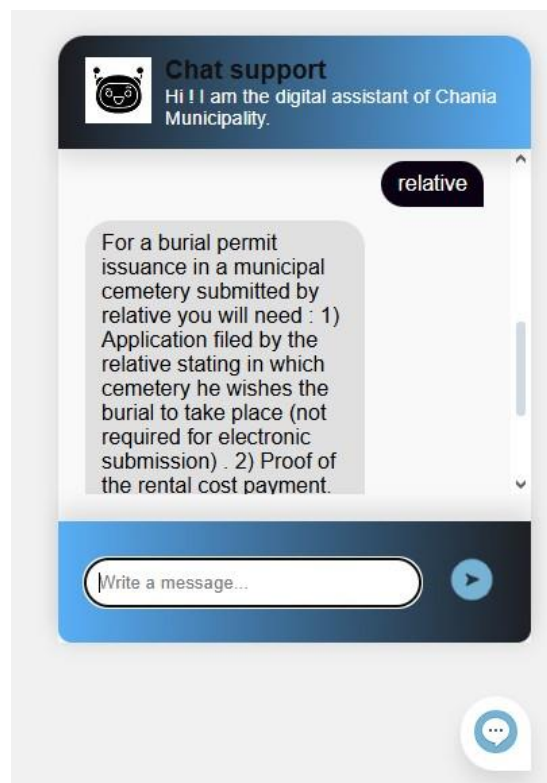 Chat support
Hi ! I am the digital assistant of Chania
Municipality.
relative
For a burial permit
issuance in a municipal
cemetery submitted by
relative you will need : 1)
Application filed by the
relative stating in which
cemetery he wishes the
burial to take place (not
required for electronic
submission) . 2) Proof of
the rental cost payment.
Write a message...